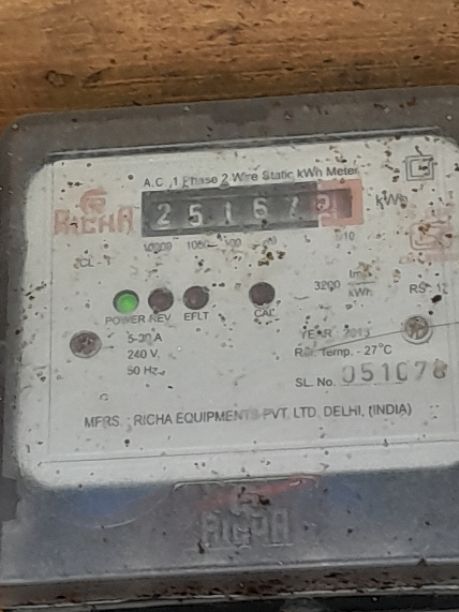 A.C. 1 Phase 2 Wire Static kWh Meter
RICHA
25167
kWh
10000 1000 100 1/10
CL. 1
3200 imp/kWh
RS. 12
POWER REV EFLT CAL
5-30 A
YEAR 2013
240 V.
Ref. Temp. - 27°C
50 Hz.
SL. No. 051078
MFRS. : RICHA EQUIPMENTS PVT. LTD. DELHI, (INDIA)
RICHA